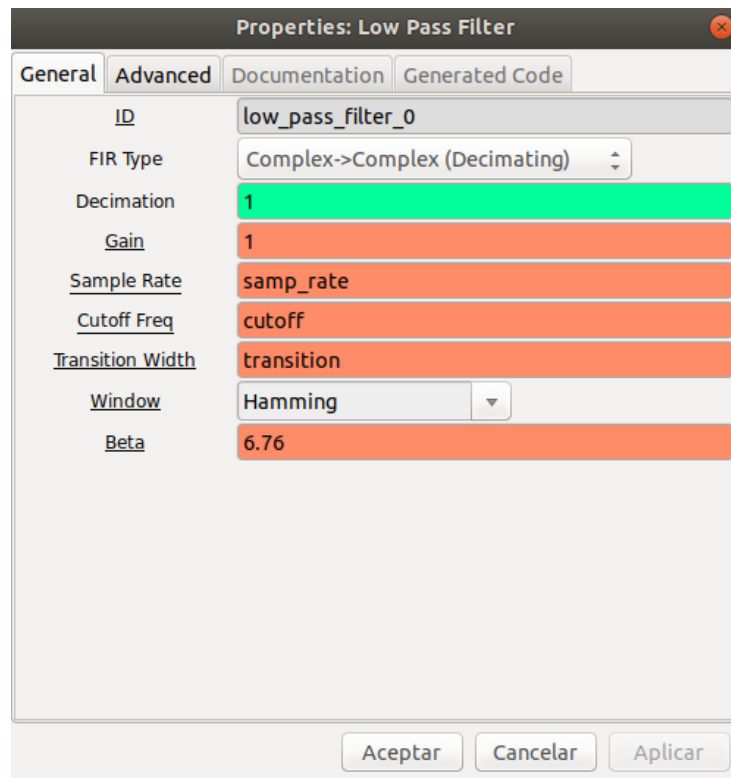 Properties: Low Pass Filter
General Advanced Documentation Generated Code
ID low_pass_filter_0
FIR Type Complex->Complex (Decimating)
Decimation 1
Gain 1
Sample Rate samp_rate
Cutoff Freq cutoff
Transition Width transition
Window Hamming
Beta 6.76
Aceptar Cancelar Aplicar